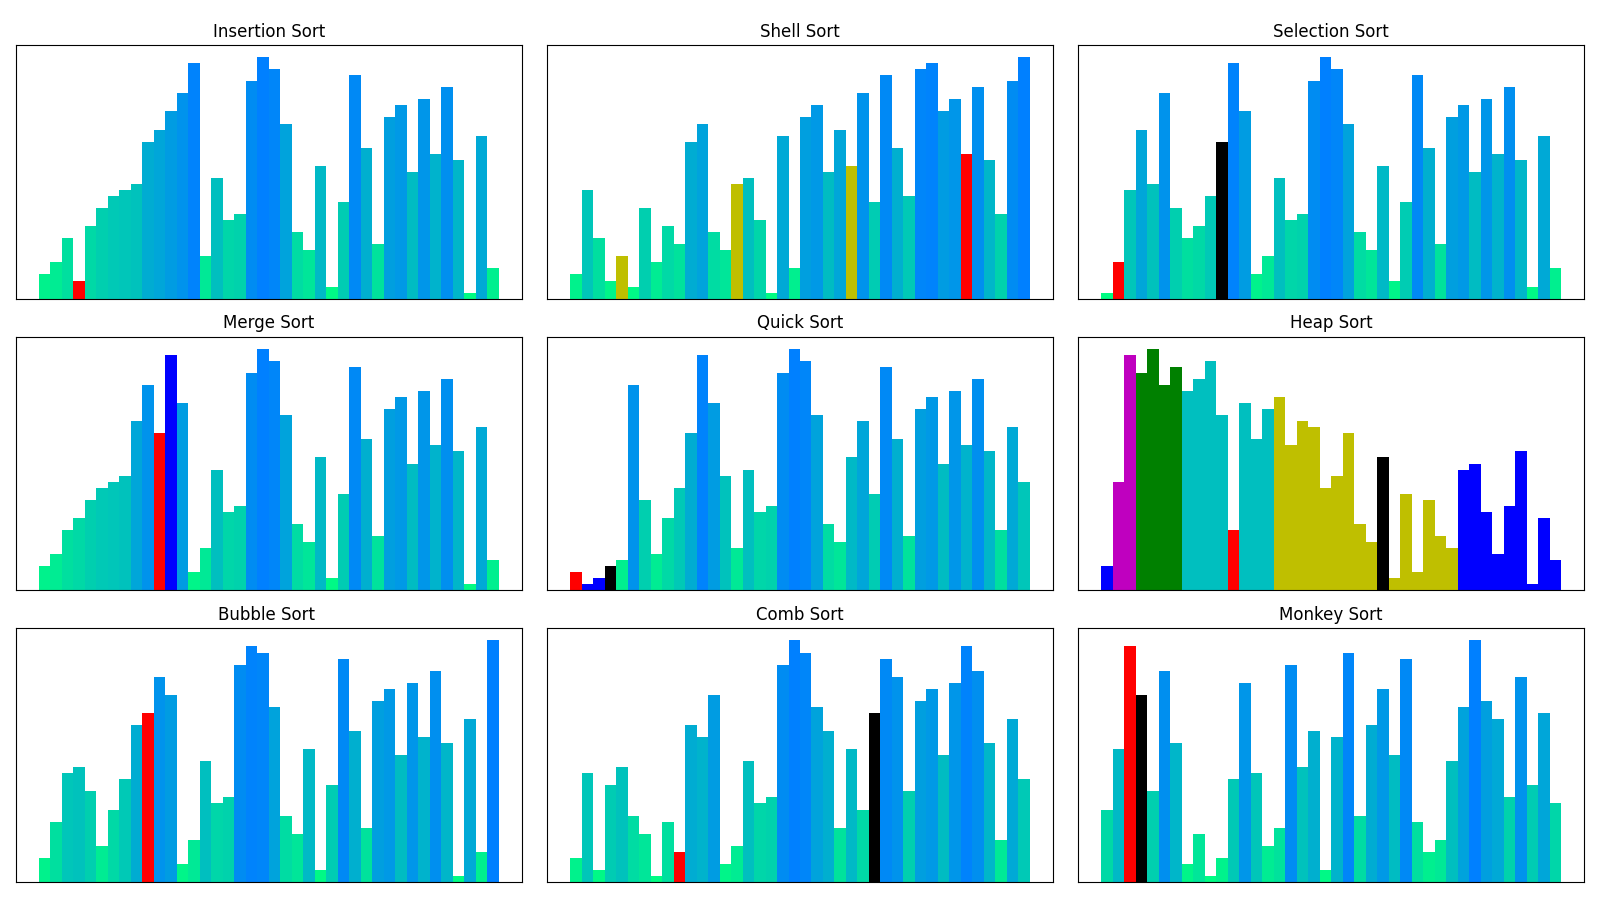 Insertion Sort
Shell Sort
Selection Sort
Merge Sort
Quick Sort
Heap Sort
Bubble Sort
Comb Sort
Monkey Sort